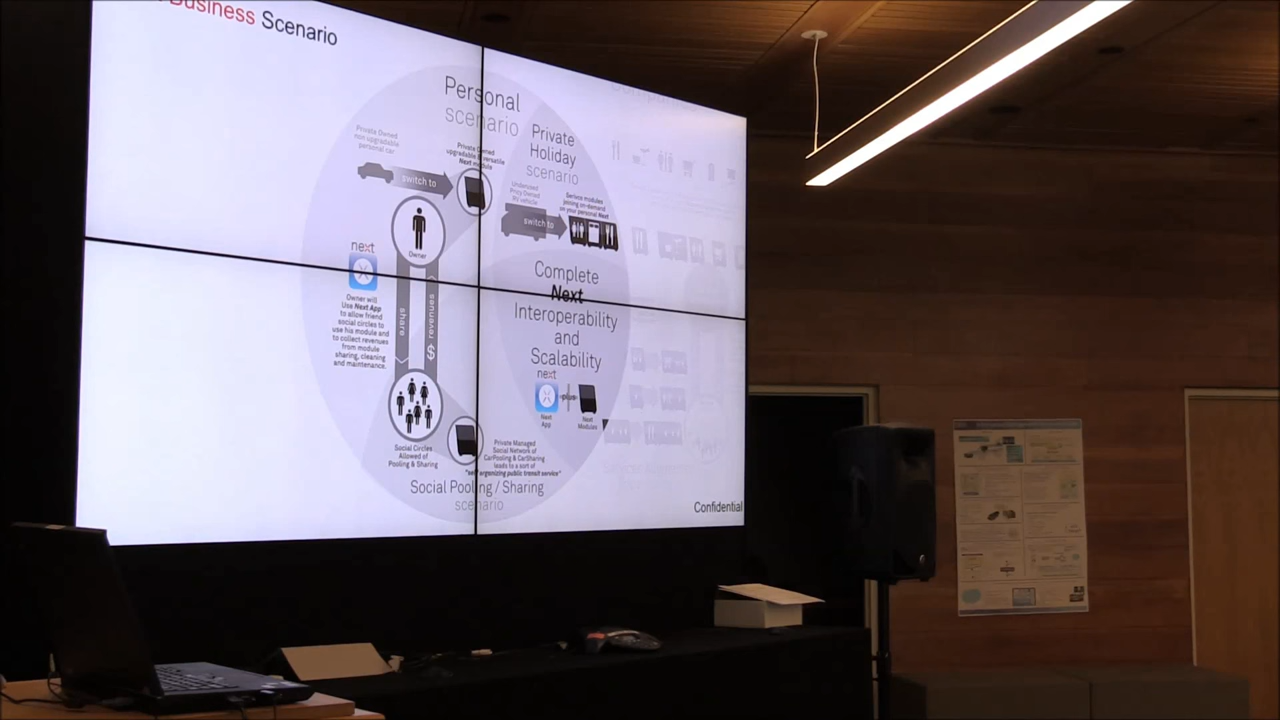 Business Scenario
Personal
scenario
Private Owned
non upgradable
personal car
switch to
Private Owned
upgradable & versatile
Next module
Private
Holiday
scenario
switch to
Service modules
joining on-demand
on your personal Next
Owner
next
Owner will
Use Next App
to allow friend
social circles to
use his module and
to collect revenues
from module
sharing, cleaning
and maintenance.
share
revenues
$
Complete
Next
Interoperability
and
Scalability
next
plus
Next
App
Next
Modules
Social Circles
Allowed of
Pooling & Sharing
Private Managed
Social Network of
CarPooling & CarSharing
leads to a sort of
"self organizing public transit service"
Social Pooling / Sharing
scenario
Confidential